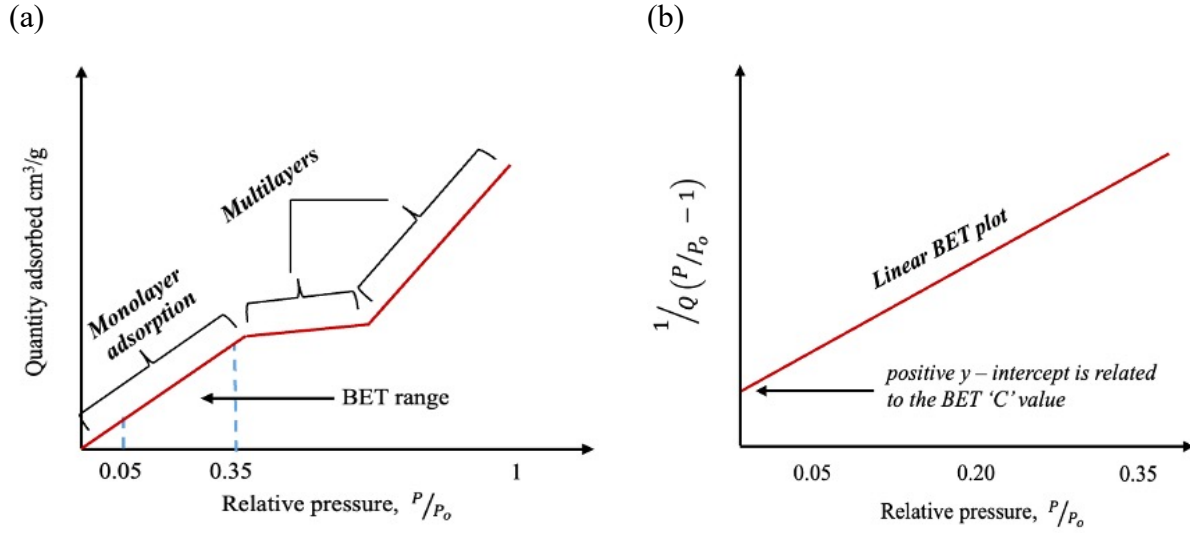 (a)
Quantity adsorbed cm³/g
Monolayer
adsorption
Multilayers
BET range
0.05 0.35 1
Relative pressure, P/Pₒ
(b)
1/Q (P/Pₒ − 1)
Linear BET plot
positive y – intercept is related
to the BET ‘C’ value
0.05 0.20 0.35
Relative pressure, P/Pₒ